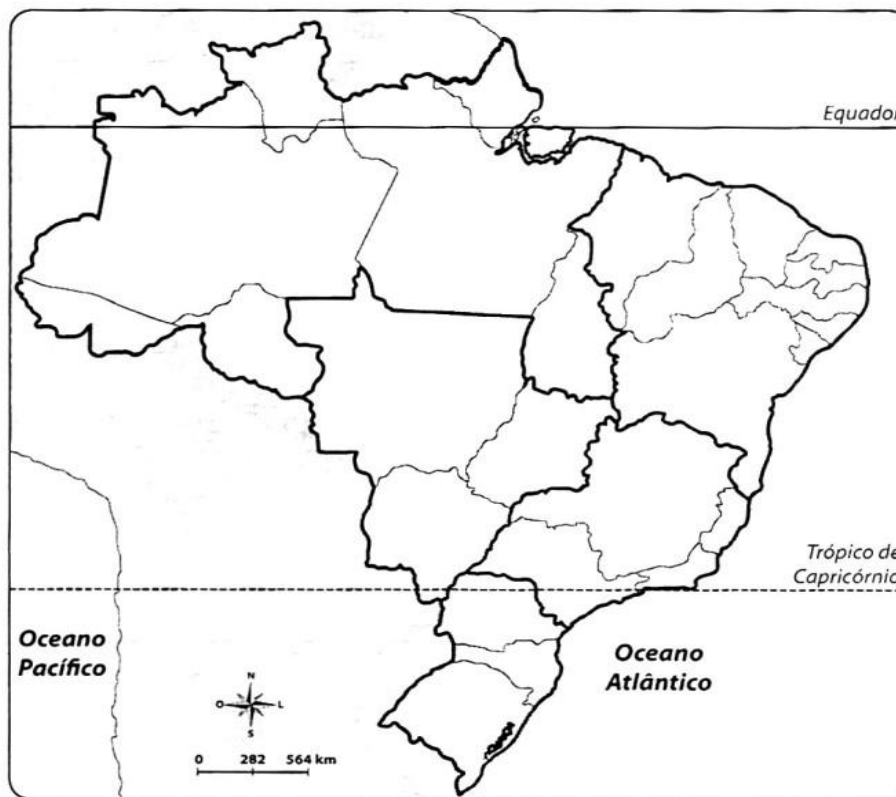 Equador
Trópico de
Capricórnio
Oceano
Pacífico
Oceano
Atlântico
N
O L
S
0 282 564 km